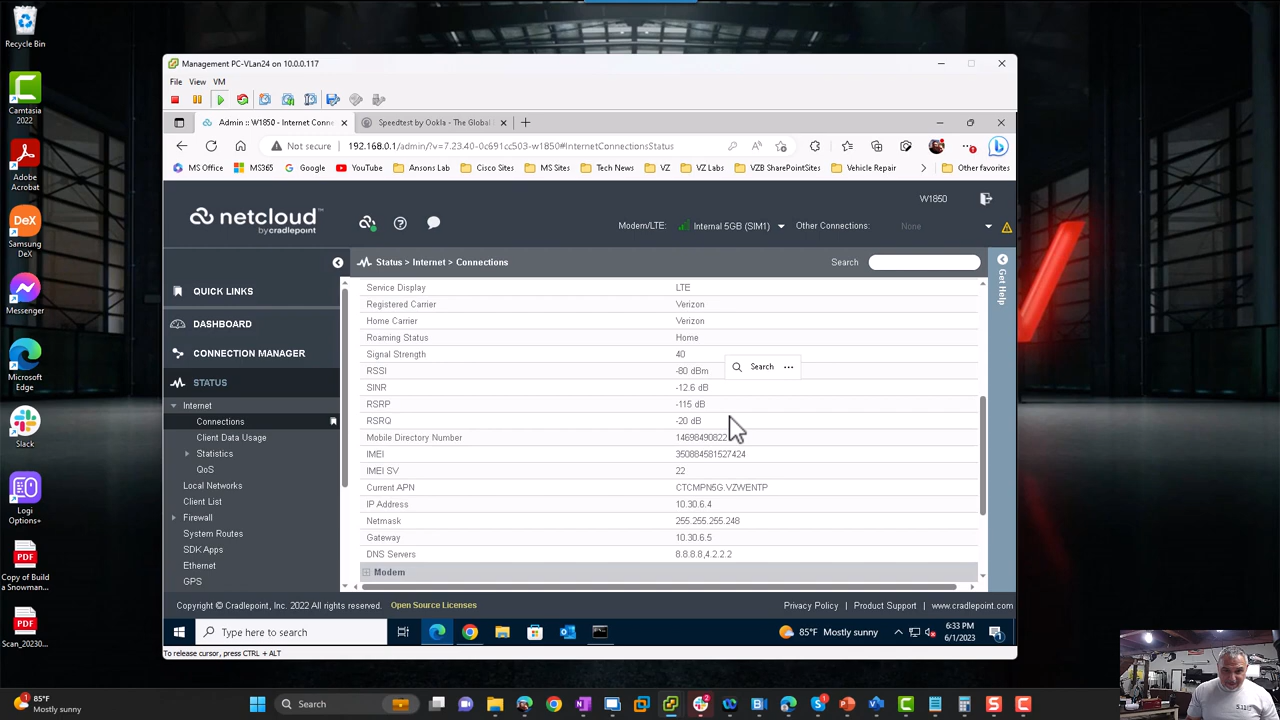 Recycle Bin
Camtasia
2022
Adobe
Acrobat
Samsung
DeX
Messenger
Microsoft
Edge
Slack
Logi
Options+
PDF
Copy of Build
a Snowman...
PDF
Scan_20230...
Management PC-VLan24 on 10.0.0.117
File View VM
Admin :: W1850 - Internet Conne
Speedtest by Ookla - The Global
Not secure 192.168.0.1/admin/?v=7.23.40-0c691cc503-w1850#InternetConnectionsStatus
MS Office MS365 Google YouTube Ansons Lab Cisco Sites MS Sites Tech News VZ VZ Labs VZB SharePointSites Vehicle Repair Other favorites
W1850
netcloud
by cradlepoint
Modem/LTE: Internal 5GB (SIM1) Other Connections: None
Status > Internet > Connections Search
Get Help
QUICK LINKS
DASHBOARD
CONNECTION MANAGER
STATUS
Internet
Connections
Client Data Usage
Statistics
QoS
Local Networks
Client List
Firewall
System Routes
SDK Apps
Ethernet
GPS
Service Display LTE
Registered Carrier Verizon
Home Carrier Verizon
Roaming Status Home
Signal Strength 40
Search ...
RSSI -80 dBm
SINR -12.6 dB
RSRP -115 dB
RSRQ -20 dB
Mobile Directory Number 14698490822
IMEI 350884581527424
IMEI SV 22
Current APN CTCMPN5G.VZWENTP
IP Address 10.30.6.4
Netmask 255.255.255.248
Gateway 10.30.6.5
DNS Servers 8.8.8.8,4.2.2.2
Modem
Copyright © Cradlepoint, Inc. 2022 All rights reserved. Open Source Licenses Privacy Policy | Product Support | www.cradlepoint.com
Type here to search
85°F Mostly sunny
6:33 PM
6/1/2023
To release cursor, press CTRL + ALT
85°F
Mostly sunny
Search